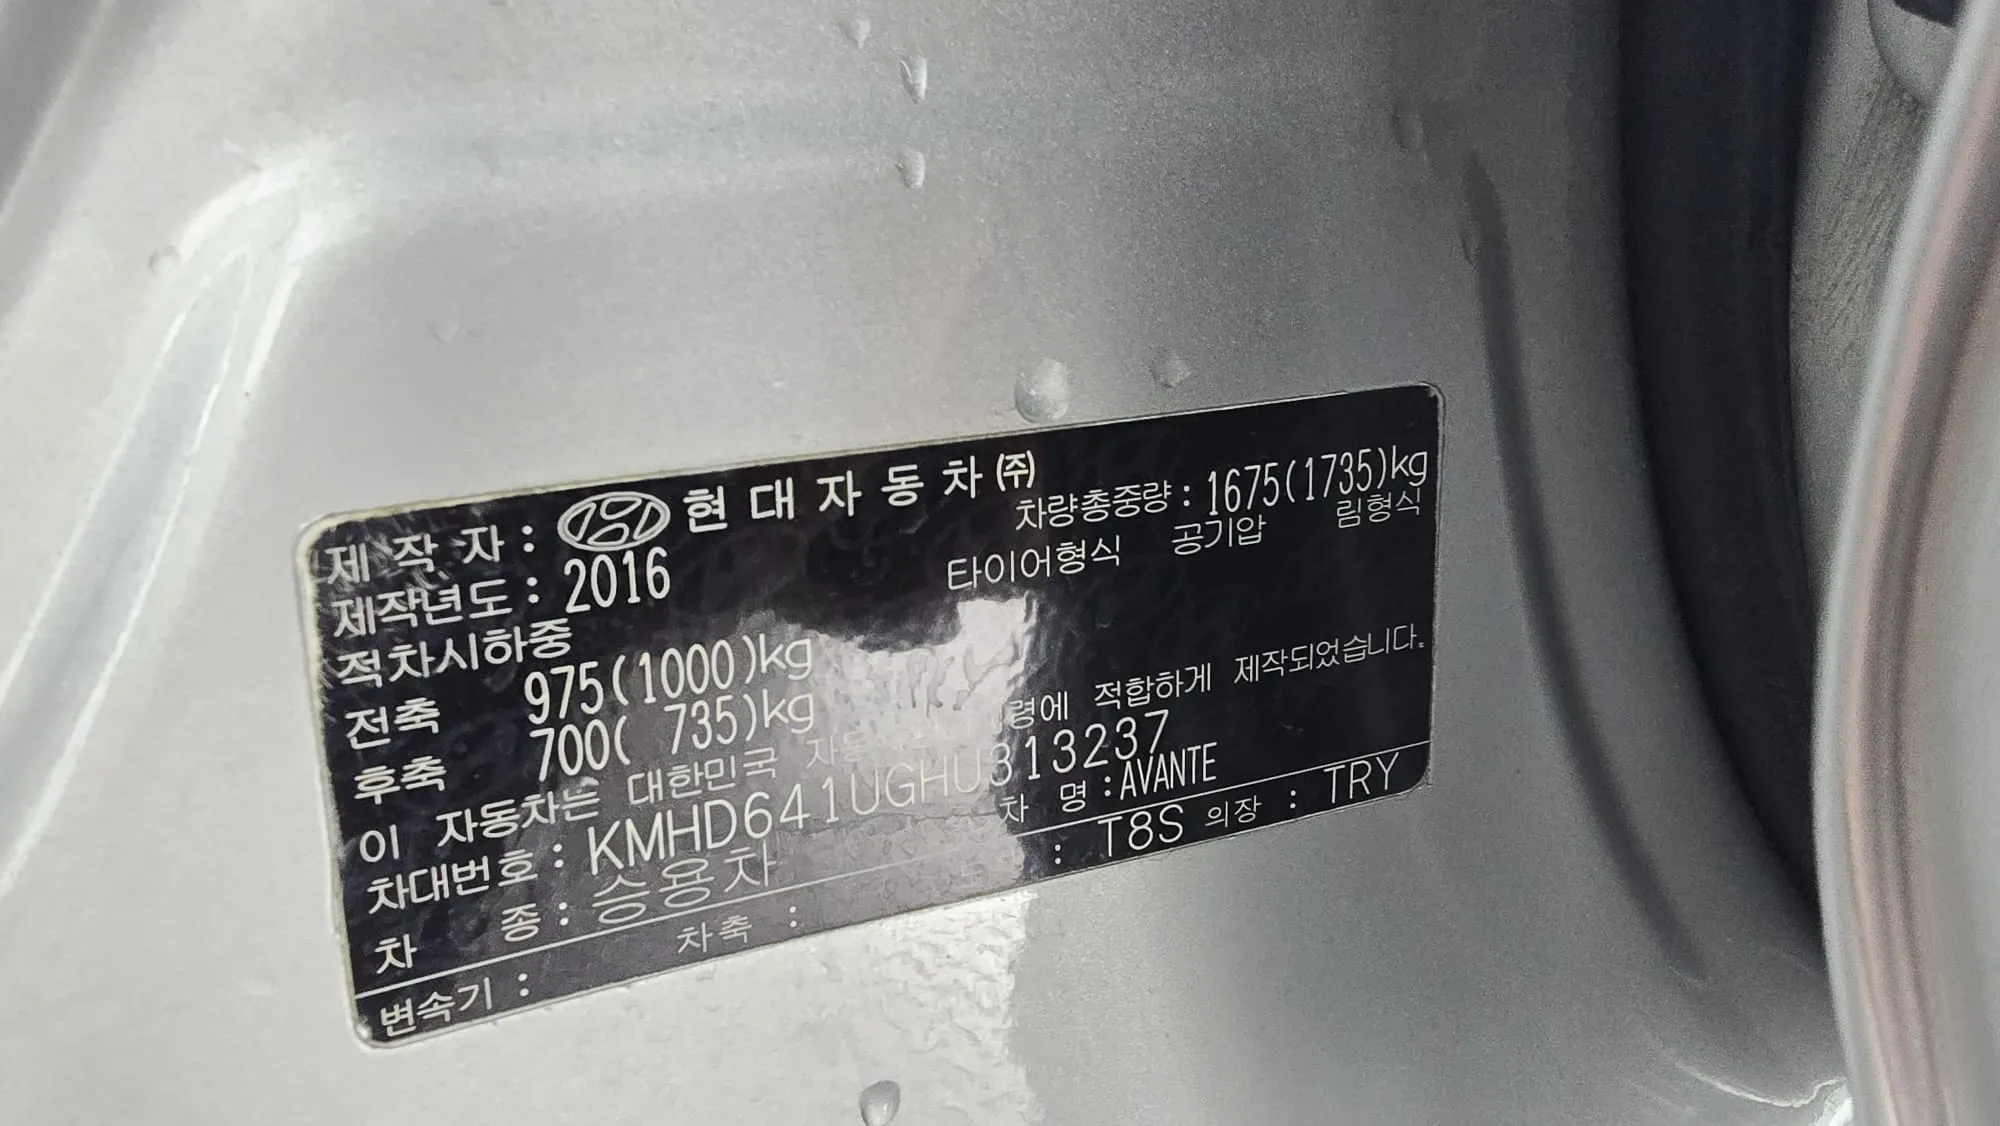 제 작 자 : 현 대 자 동 차 ㈜
제작년도 : 2016
차량총중량 : 1675(1735)kg
적차시하중
타이어형식 공기압 림형식
전축 975(1000)kg
후축 700( 735)kg
이 자동차는 대한민국 에 적합하게 제작되었습니다.
차대번호 : KMHD641UGHU313237
차 종 : 승용차 차 명 : AVANTE
변속기 : 차축 : : T8S 의장 : TRY